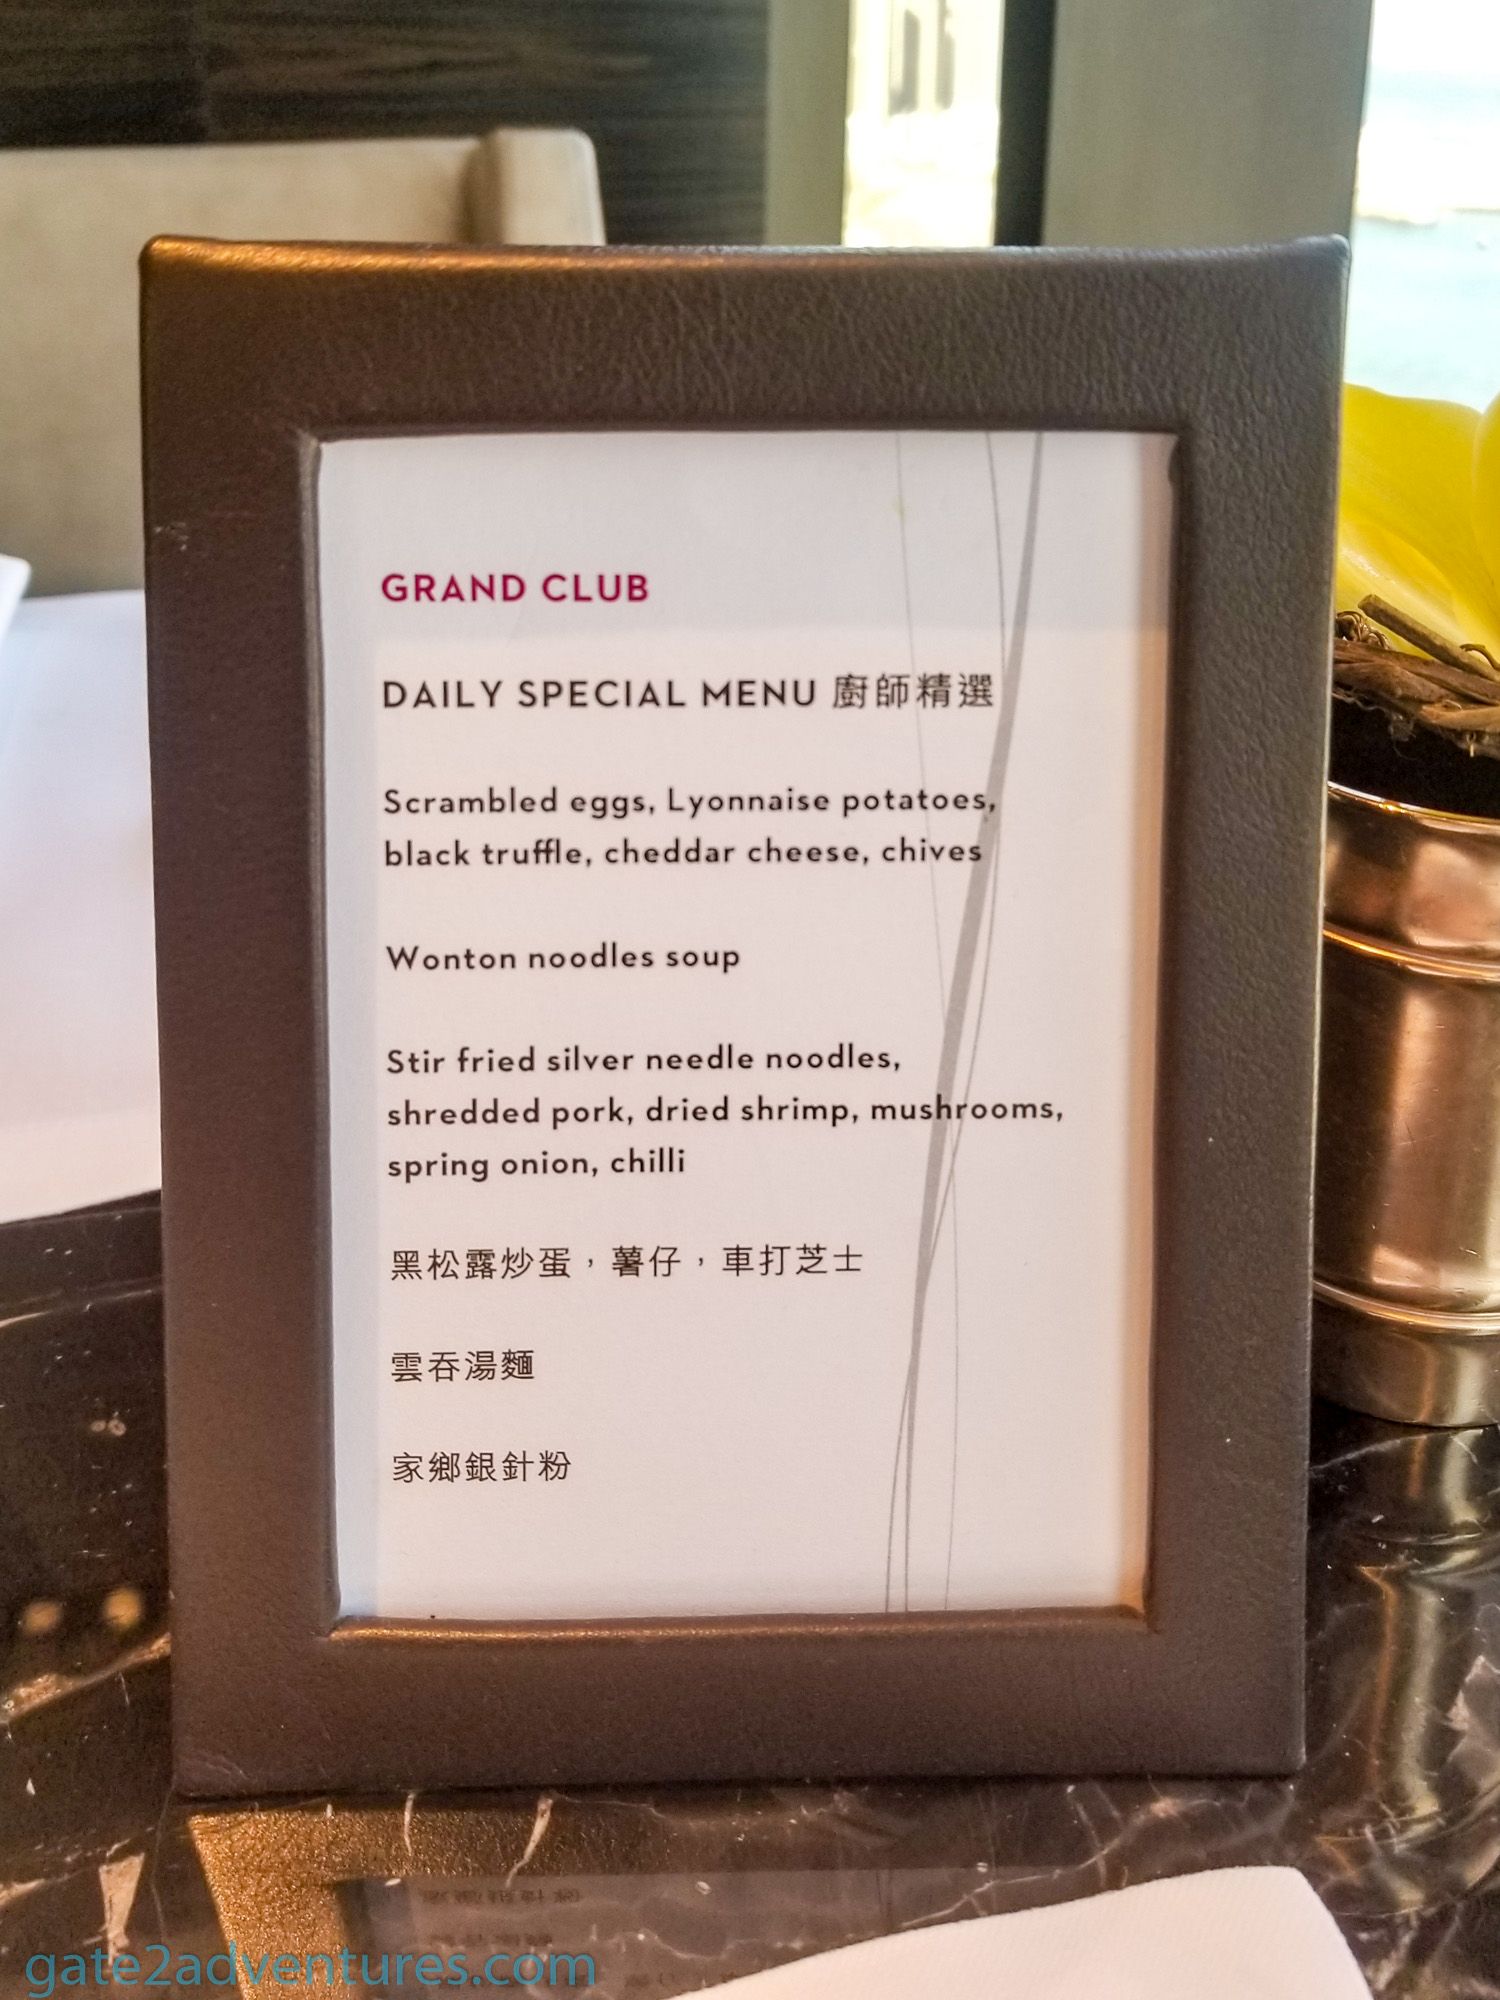 GRAND CLUB
DAILY SPECIAL MENU 廚師精選
Scrambled eggs, Lyonnaise potatoes,
black truffle, cheddar cheese, chives
Wonton noodles soup
Stir fried silver needle noodles,
shredded pork, dried shrimp, mushrooms,
spring onion, chilli
黑松露炒蛋，薯仔，車打芝士
雲吞湯麵
家鄉銀針粉
gate2adventures.com